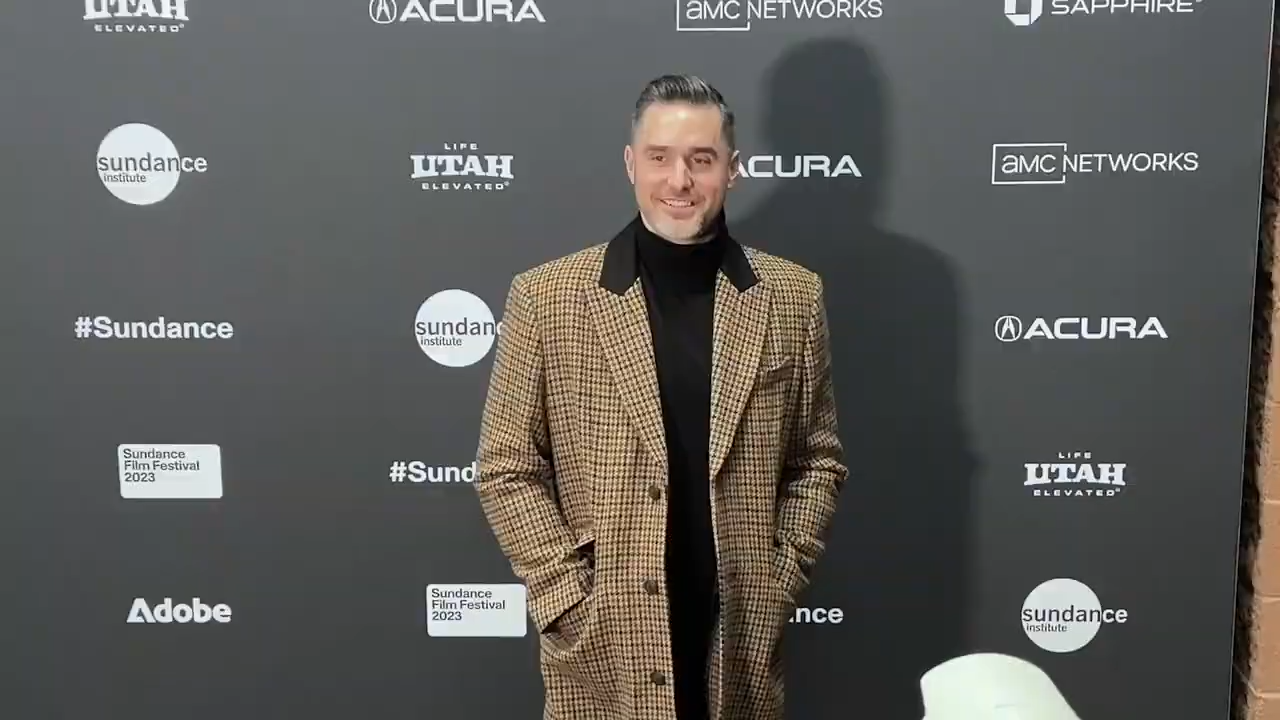 UTAH
ELEVATED
ACURA
aMC NETWORKS
SAPPHIRE
sundance
institute
LIFE
UTAH
ELEVATED
ACURA
aMC NETWORKS
#Sundance
sundanc
institute
ACURA
Sundance
Film Festival
2023
#Sund
LIFE
UTAH
ELEVATED
Adobe
Sundance
Film Festival
2023
nce
sundance
institute